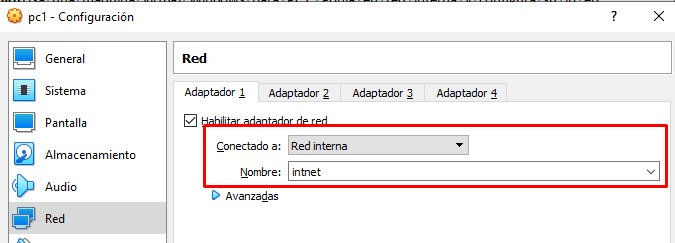 pc1 - Configuración
?
General
Sistema
Pantalla
Almacenamiento
Audio
Red
Red
Adaptador 1
Adaptador 2
Adaptador 3
Adaptador 4
Habilitar adaptador de red
Conectado a: Red interna
Nombre: intnet
Avanzadas